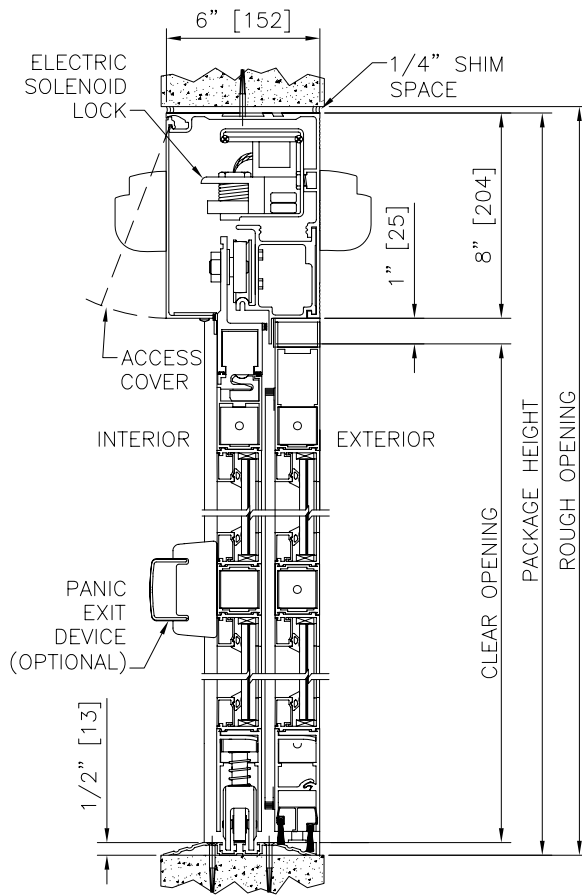 6" [152]
ELECTRIC
SOLENOID
LOCK
1/4" SHIM
SPACE
1" [25]
8" [204]
ACCESS
COVER
INTERIOR
EXTERIOR
PANIC
EXIT
DEVICE
(OPTIONAL)
CLEAR OPENING
PACKAGE HEIGHT
ROUGH OPENING
1/2" [13]